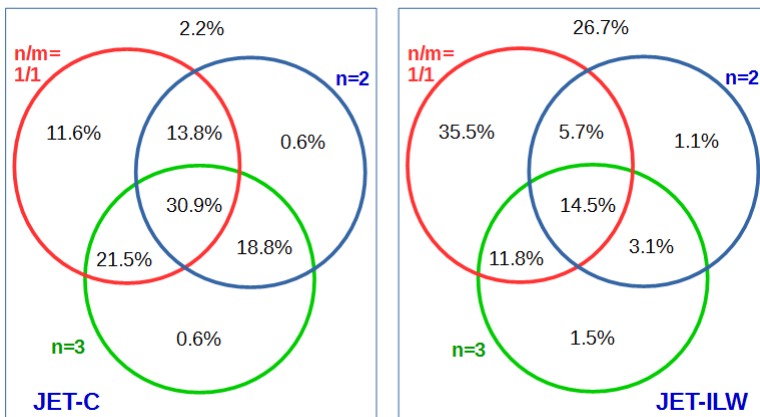 2.2%
n/m=
1/1
n=2
11.6%
13.8%
0.6%
30.9%
21.5%
18.8%
n=3
0.6%
JET-C
26.7%
n/m=
1/1
n=2
35.5%
5.7%
1.1%
14.5%
11.8%
3.1%
n=3
1.5%
JET-ILW